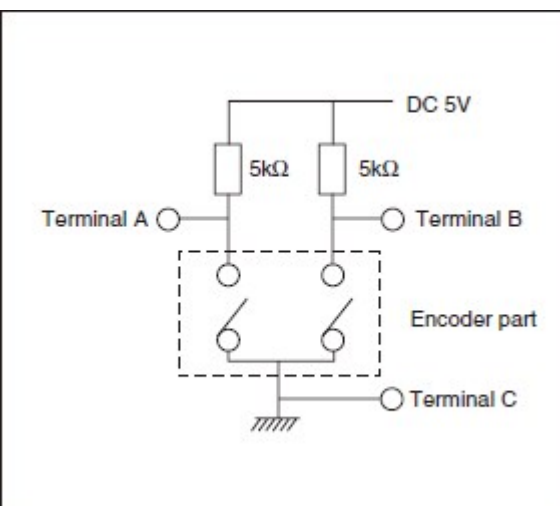 DC 5V
5kΩ 5kΩ
Terminal A Terminal B
Encoder part
Terminal C